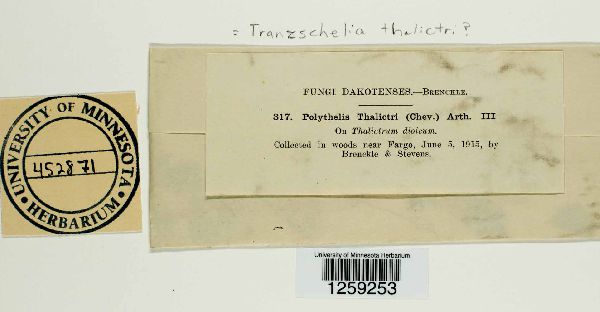 = Tranzschelia thalictri?
FUNGI DAKOTENSES.—BRENCKLE.
317. Polythelis Thalictri (Chev.) Arth. III
On Thalictrum dioicum.
Collected in woods near Fargo, June 5, 1915, by
Brenckle & Stevens.
UNIVERSITY OF MINNESOTA
452871
HERBARIUM
University of Minnesota Herbarium
1259253